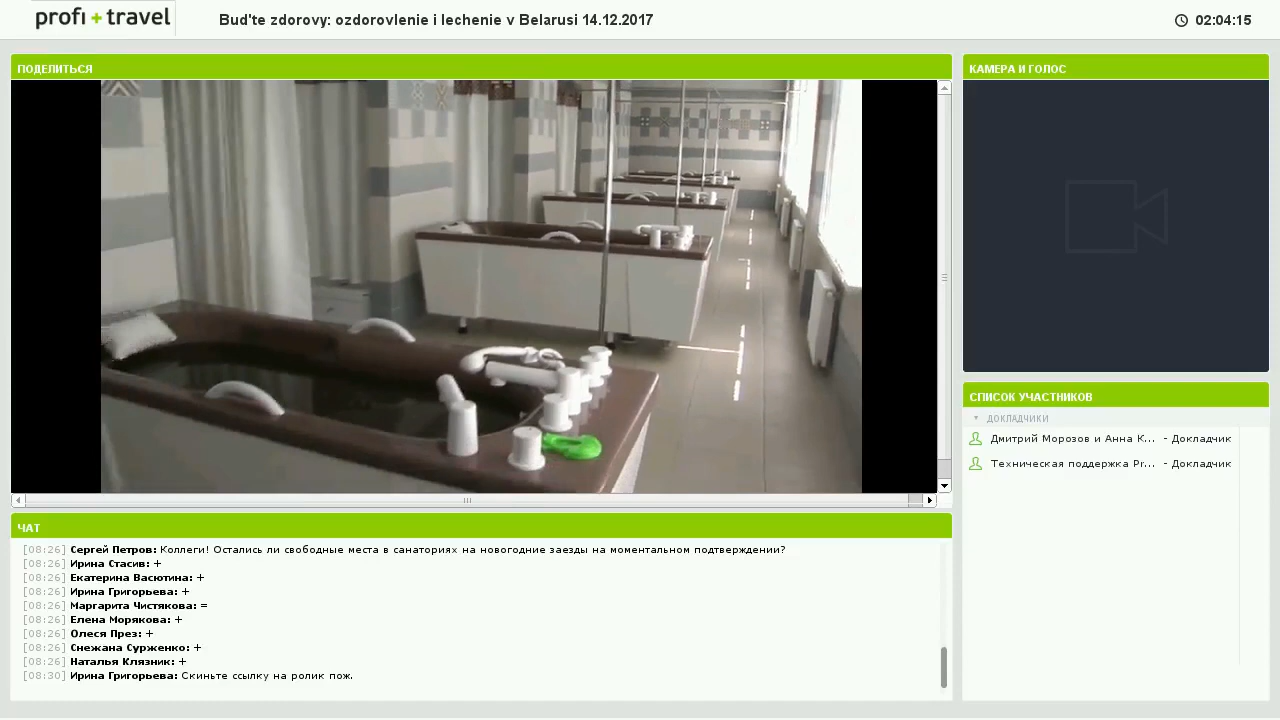 profi+travel
Bud'te zdorovy: ozdorovlenie i lechenie v Belarusi 14.12.2017
02:04:15
ПОДЕЛИТЬСЯ
КАМЕРА И ГОЛОС
СПИСОК УЧАСТНИКОВ
ДОКЛАДЧИКИ
Дмитрий Морозов и Анна К... - Докладчик
Техническая поддержка Pr... - Докладчик
ЧАТ
[08:26] Сергей Петров: Коллеги! Остались ли свободные места в санаториях на новогодние заезды на моментальном подтверждении?
[08:26] Ирина Стасив: +
[08:26] Екатерина Васютина: +
[08:26] Ирина Григорьева: +
[08:26] Маргарита Чистякова: =
[08:26] Елена Морякова: +
[08:26] Олеся През: +
[08:26] Снежана Сурженко: +
[08:26] Наталья Клязник: +
[08:30] Ирина Григорьева: Скиньте ссылку на ролик пож.